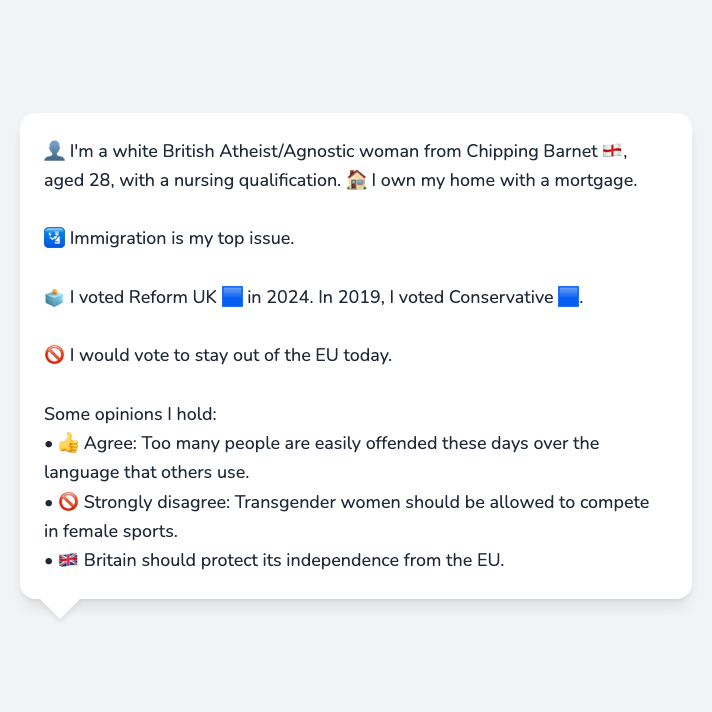 👤 I'm a white British Atheist/Agnostic woman from Chipping Barnet 🏴󠁧󠁢󠁥󠁮󠁧󠁿,
aged 28, with a nursing qualification. 🏠 I own my home with a mortgage.
🛂 Immigration is my top issue.
🗳️ I voted Reform UK 🟦 in 2024. In 2019, I voted Conservative 🟦.
🚫 I would vote to stay out of the EU today.
Some opinions I hold:
• 👍 Agree: Too many people are easily offended these days over the
language that others use.
• 🚫 Strongly disagree: Transgender women should be allowed to compete
in female sports.
• 🇬🇧 Britain should protect its independence from the EU.